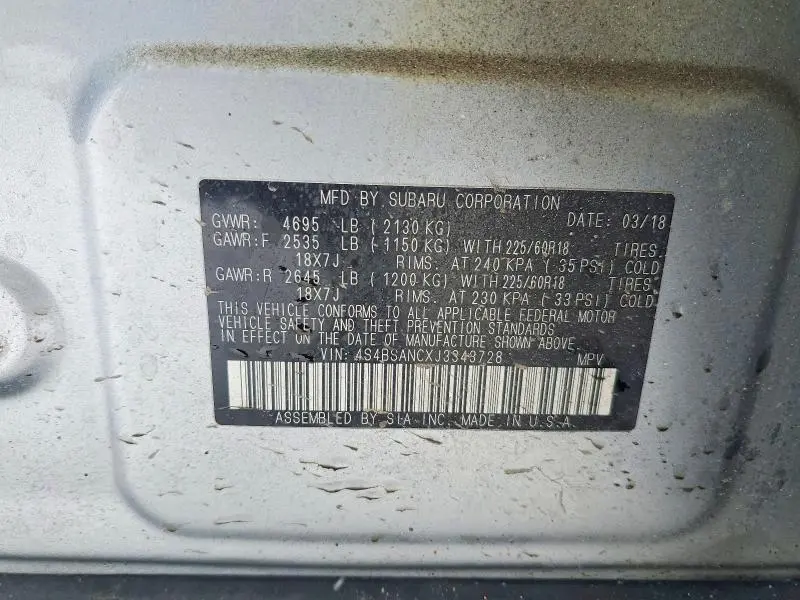 MFD BY. SUBARU CORPORATION DATE: 03/18
GVWR: 4695 LB ( 2130 KG)
GAWR:F 2535 LB ( 1150 KG) WITH 225/60R18 TIRES.
18X7J RIMS. AT 240 KPA ( 35 PSI) COLD
GAWR:R 2645 LB ( 1200 KG) WITH 225/60R18 TIRES.
18X7J RIMS. AT 230 KPA ( 33 PSI) COLD.
THIS VEHICLE CONFORMS TO ALL APPLICABLE FEDERAL MOTOR
VEHICLE SAFETY AND THEFT PREVENTION STANDARDS
IN EFFECT ON THE DATE OF MANUFACTURE SHOWN ABOVE.
VIN: 4S4BSANCXJ3343728 MPV
ASSEMBLED BY SIA INC. MADE IN U.S.A.